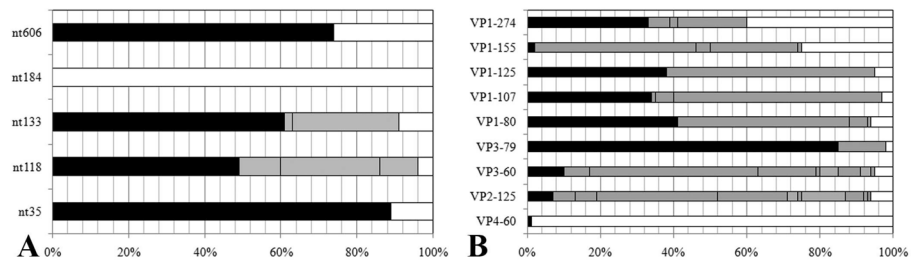 nt606
nt184
nt133
nt118
nt35
0% 20% 40% 60% 80% 100%
A
VP1-274
VP1-155
VP1-125
VP1-107
VP1-80
VP3-79
VP3-60
VP2-125
VP4-60
0% 20% 40% 60% 80% 100%
B